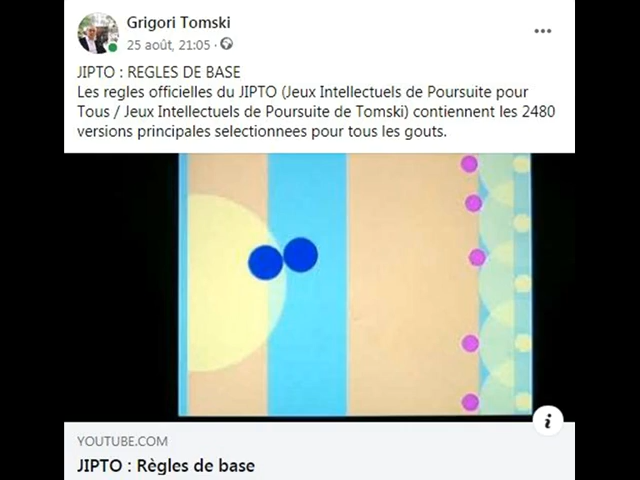 Grigori Tomski
25 août, 21:05 ·
JIPTO : REGLES DE BASE
Les regles officielles du JIPTO (Jeux Intellectuels de Poursuite pour
Tous / Jeux Intellectuels de Poursuite de Tomski) contiennent les 2480
versions principales selectionnees pour tous les gouts.
i
YOUTUBE.COM
JIPTO : Règles de base